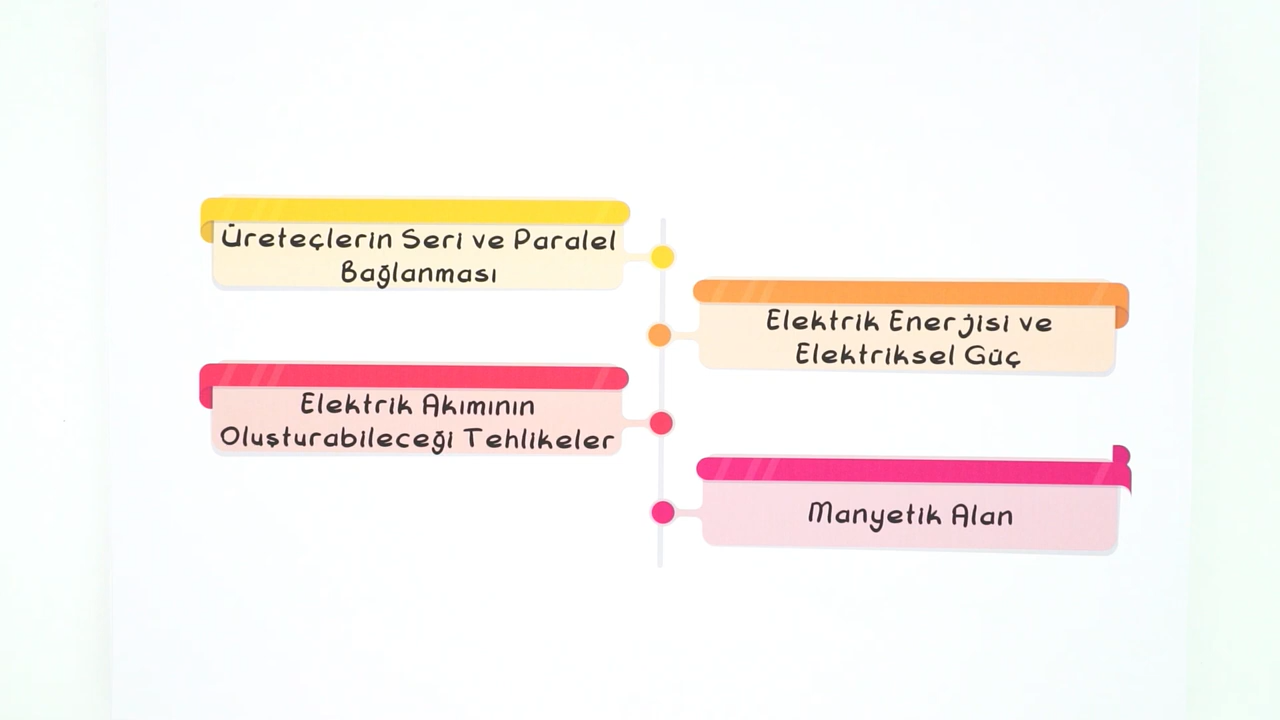 Üreteçlerin Seri ve Paralel
Bağlanması
Elektrik Enerjisi ve
Elektriksel Güç
Elektrik Akımının
Oluşturabileceği Tehlikeler
Manyetik Alan